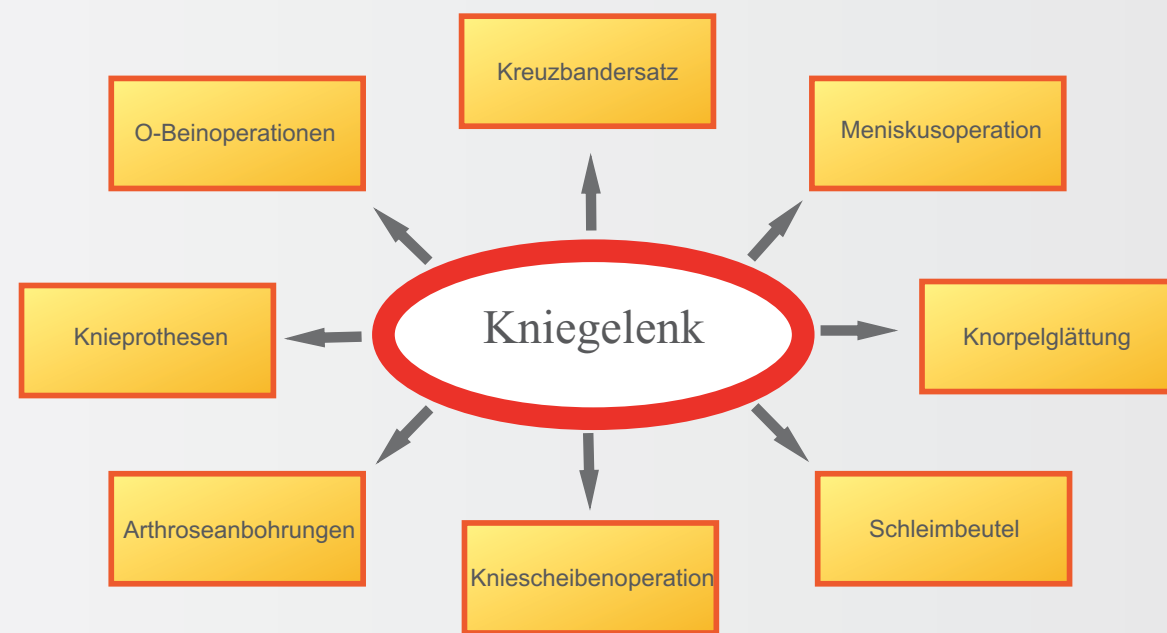 Kreuzbandersatz
O-Beinoperationen
Meniskusoperation
Knieprothesen
Kniegelenk
Knorpelglättung
Arthroseanbohrungen
Schleimbeutel
Kniescheibenoperation